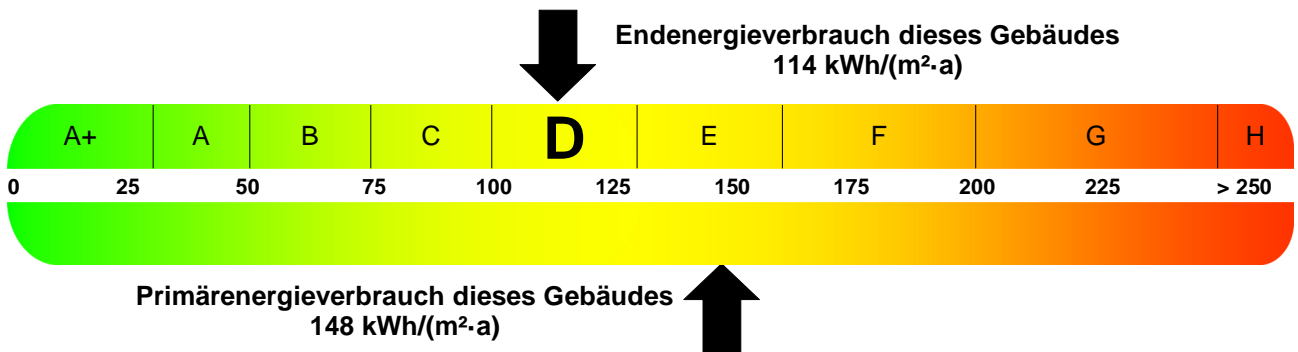 Endenergieverbrauch dieses Gebäudes
114 kWh/(m²·a)
A+ A B C D E F G H
0 25 50 75 100 125 150 175 200 225 > 250
Primärenergieverbrauch dieses Gebäudes
148 kWh/(m²·a)